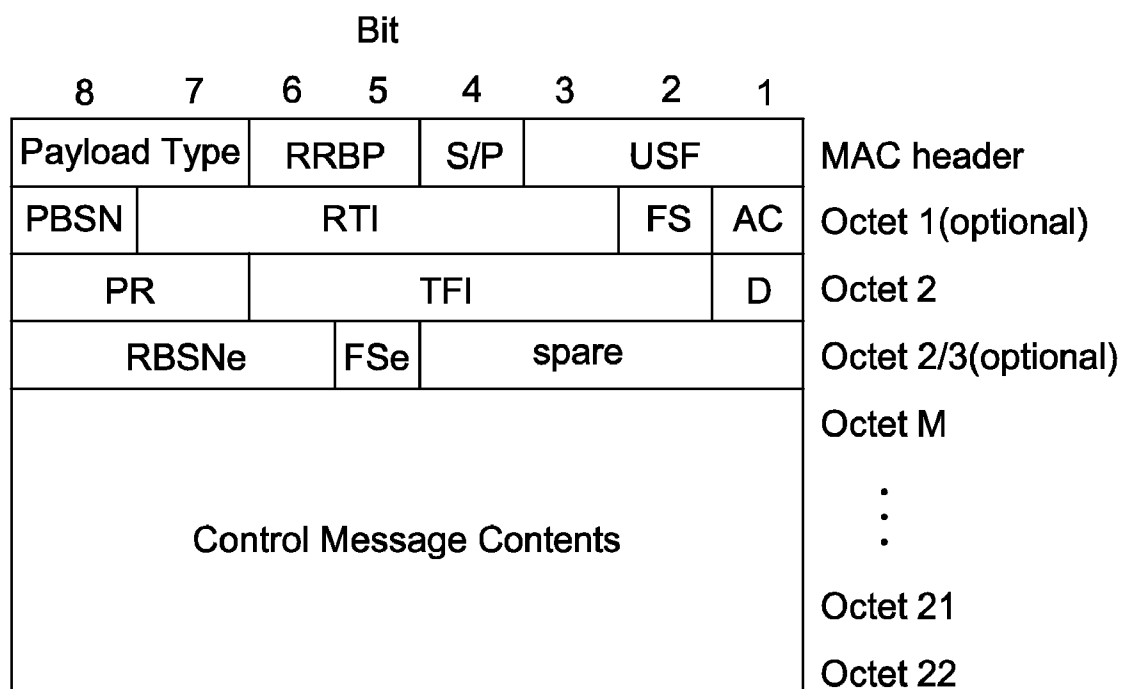 Bit
8 7 6 5 4 3 2 1
Payload Type RRBP S/P USF MAC header
PBSN RTI FS AC Octet 1(optional)
PR TFI D Octet 2
RBSNe FSe spare Octet 2/3(optional)
Octet M
Control Message Contents
Octet 21
Octet 22